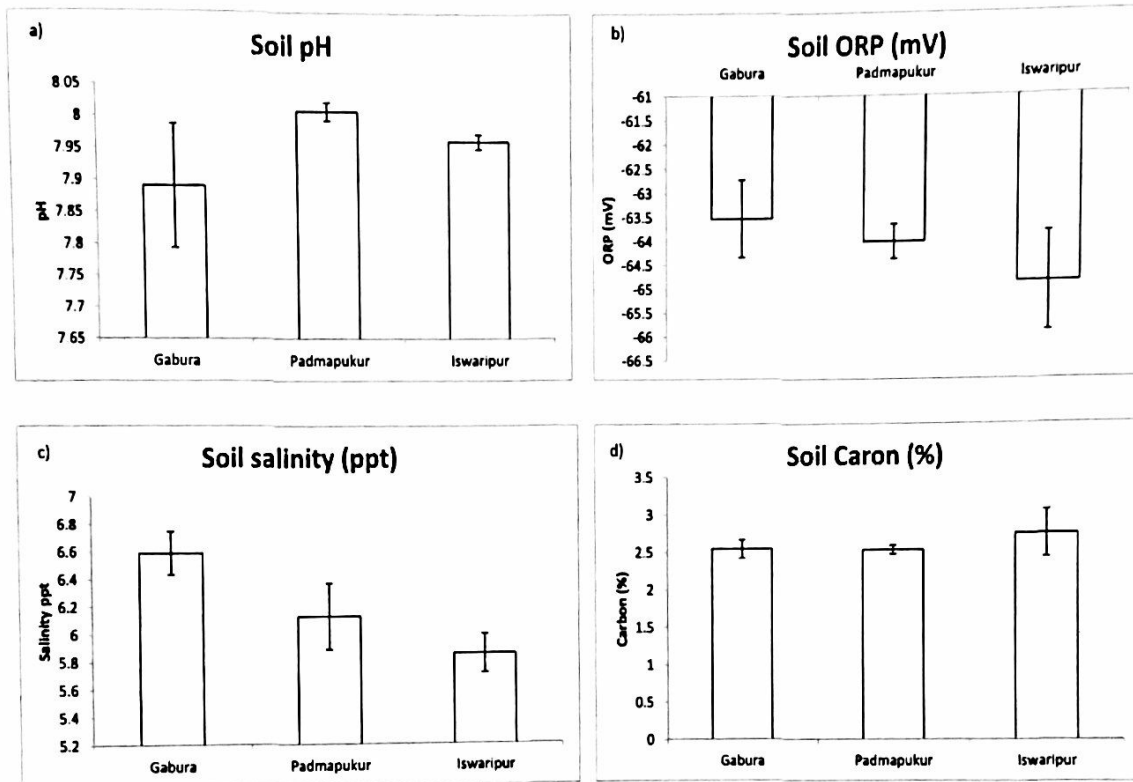 a)
Soil pH
8.05
8
7.95
7.9
7.85
7.8
7.75
7.7
7.65
pH
Gabura Padmapukur Iswaripur
b)
Soil ORP (mV)
Gabura Padmapukur Iswaripur
-61
-61.5
-62
-62.5
-63
-63.5
-64
-64.5
-65
-65.5
-66
-66.5
ORP (mV)
c)
Soil salinity (ppt)
7
6.8
6.6
6.4
6.2
6
5.8
5.6
5.4
5.2
Salinity ppt
Gabura Padmapukur Iswaripur
d)
Soil Caron (%)
3.5
3
2.5
2
1.5
1
0.5
0
Carbon (%)
Gabura Padmapukur Iswaripur